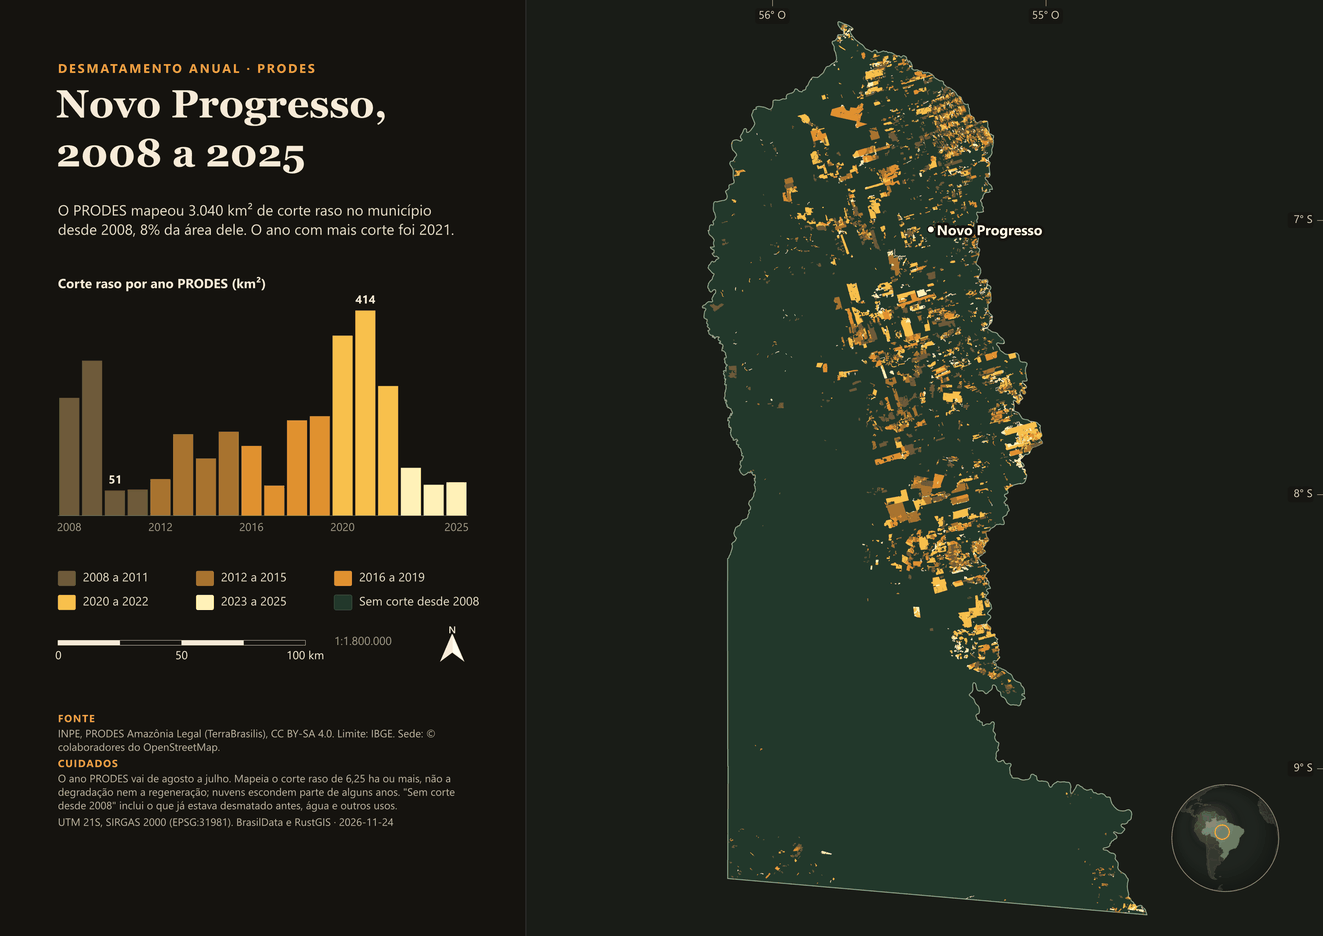 DESMATAMENTO ANUAL · PRODES
Novo Progresso,
2008 a 2025
O PRODES mapeou 3.040 km² de corte raso no município
desde 2008, 8% da área dele. O ano com mais corte foi 2021.
Corte raso por ano PRODES (km²)
414
51
2008
2012
2016
2020
2025
2008 a 2011
2012 a 2015
2016 a 2019
2020 a 2022
2023 a 2025
Sem corte desde 2008
0
50
100 km
1:1.800.000
N
FONTE
INPE, PRODES Amazônia Legal (TerraBrasilis), CC BY-SA 4.0. Limite: IBGE. Sede: ©
colaboradores do OpenStreetMap.
CUIDADOS
O ano PRODES vai de agosto a julho. Mapeia o corte raso de 6,25 ha ou mais, não a
degradação nem a regeneração; nuvens escondem parte de alguns anos. "Sem corte
desde 2008" inclui o que já estava desmatado antes, água e outros usos.
UTM 21S, SIRGAS 2000 (EPSG:31981). BrasilData e RustGIS · 2026-11-24
56° O
55° O
7° S
Novo Progresso
8° S
9° S